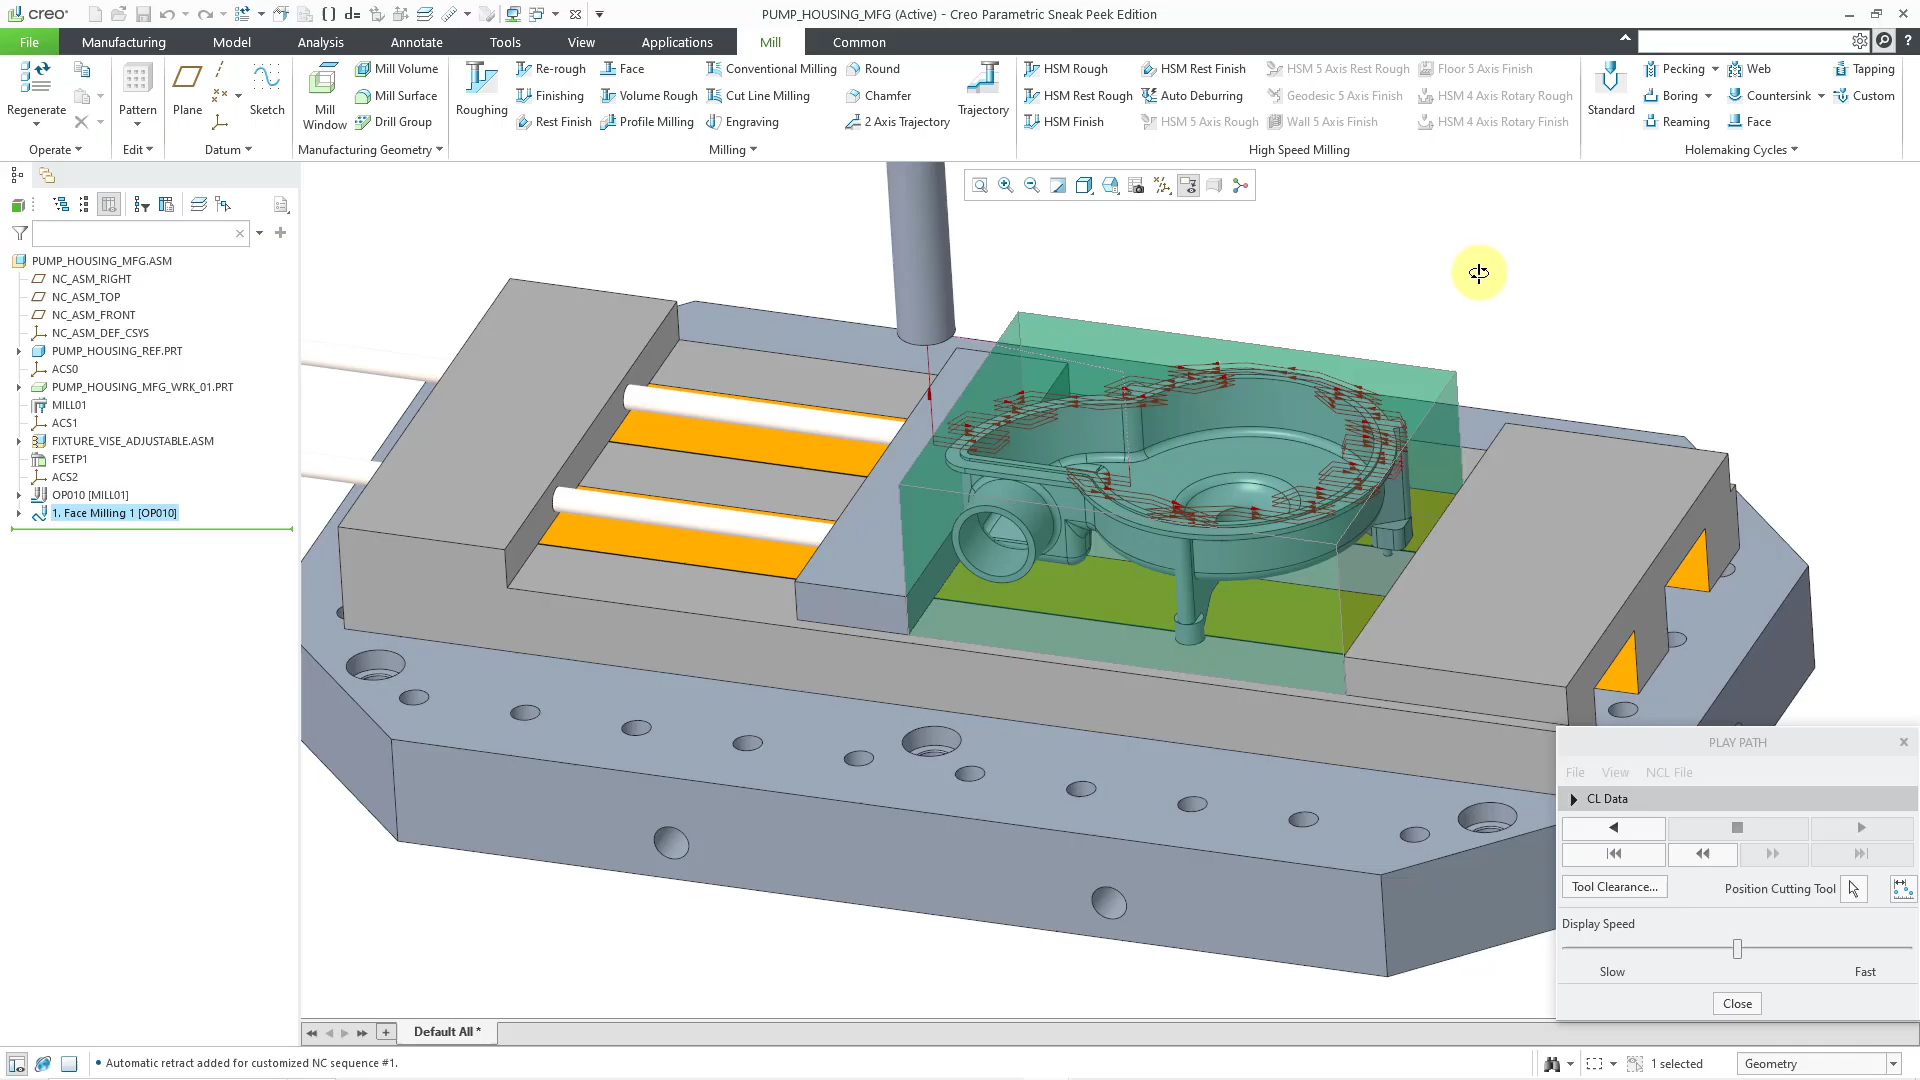 creo
PUMP_HOUSING_MFG (Active) - Creo Parametric Sneak Peek Edition
File Manufacturing Model Analysis Annotate Tools View Applications Mill Common
Regenerate
Operate
Pattern
Edit
Plane
Sketch
Datum
Mill Window
Mill Volume
Mill Surface
Drill Group
Manufacturing Geometry
Roughing
Re-rough
Finishing
Rest Finish
Face
Volume Rough
Profile Milling
Conventional Milling
Cut Line Milling
Engraving
Round
Chamfer
2 Axis Trajectory
Trajectory
Milling
HSM Rough
HSM Rest Rough
HSM Finish
HSM Rest Finish
Auto Deburring
HSM 5 Axis Rough
HSM 5 Axis Rest Rough
Geodesic 5 Axis Finish
Wall 5 Axis Finish
Floor 5 Axis Finish
HSM 4 Axis Rotary Rough
HSM 4 Axis Rotary Finish
High Speed Milling
Standard
Pecking
Boring
Reaming
Web
Countersink
Face
Tapping
Custom
Holemaking Cycles
PUMP_HOUSING_MFG.ASM
NC_ASM_RIGHT
NC_ASM_TOP
NC_ASM_FRONT
NC_ASM_DEF_CSYS
PUMP_HOUSING_REF.PRT
ACS0
PUMP_HOUSING_MFG_WRK_01.PRT
MILL01
ACS1
FIXTURE_VISE_ADJUSTABLE.ASM
FSETP1
ACS2
OP010 [MILL01]
1. Face Milling 1 [OP010]
PLAY PATH
File View NCL File
CL Data
Tool Clearance...
Position Cutting Tool
Display Speed
Slow Fast
Close
Default All *
• Automatic retract added for customized NC sequence #1.
1 selected
Geometry